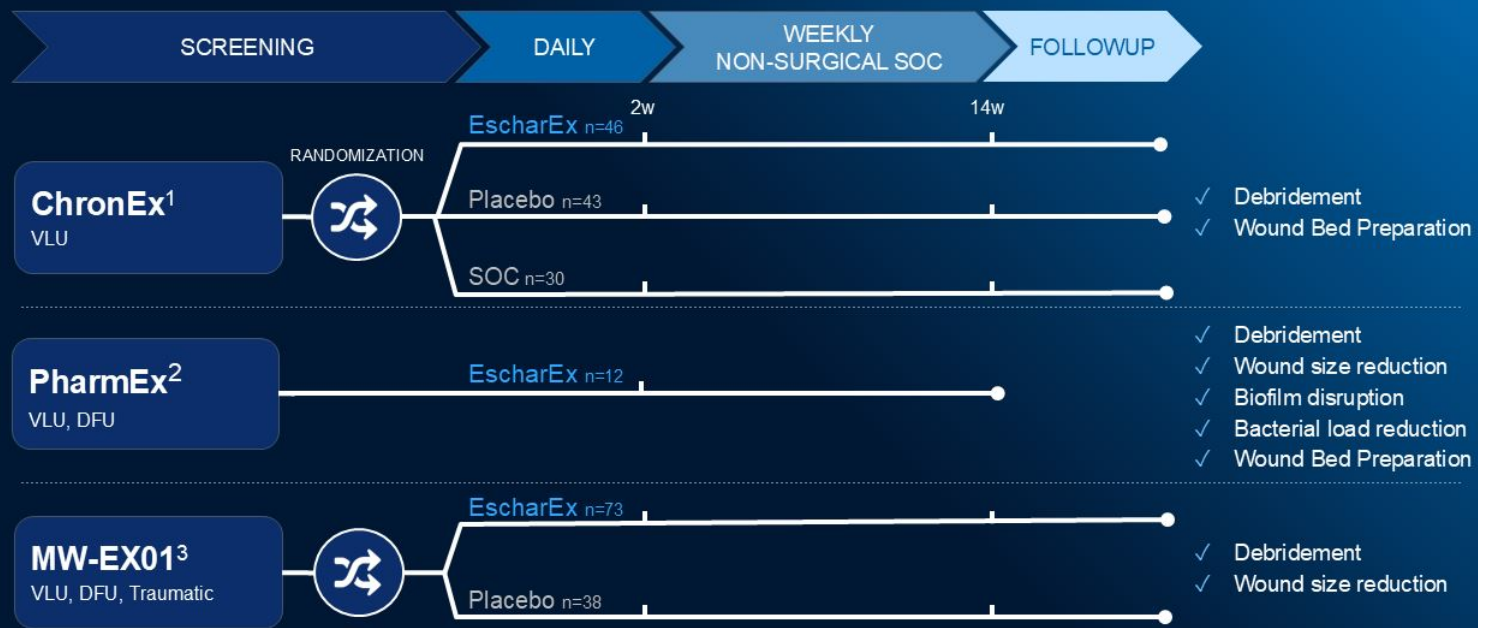 SCREENING
DAILY
WEEKLY
NON-SURGICAL SOC
FOLLOWUP
2w
14w
EscharEx n=46
RANDOMIZATION
ChronEx1
VLU
Placebo n=43
SOC n=30
✓ Debridement
✓ Wound Bed Preparation
PharmEx2
VLU, DFU
EscharEx n=12
✓ Debridement
✓ Wound size reduction
✓ Biofilm disruption
✓ Bacterial load reduction
✓ Wound Bed Preparation
EscharEx n=73
MW-EX013
VLU, DFU, Traumatic
Placebo n=38
✓ Debridement
✓ Wound size reduction